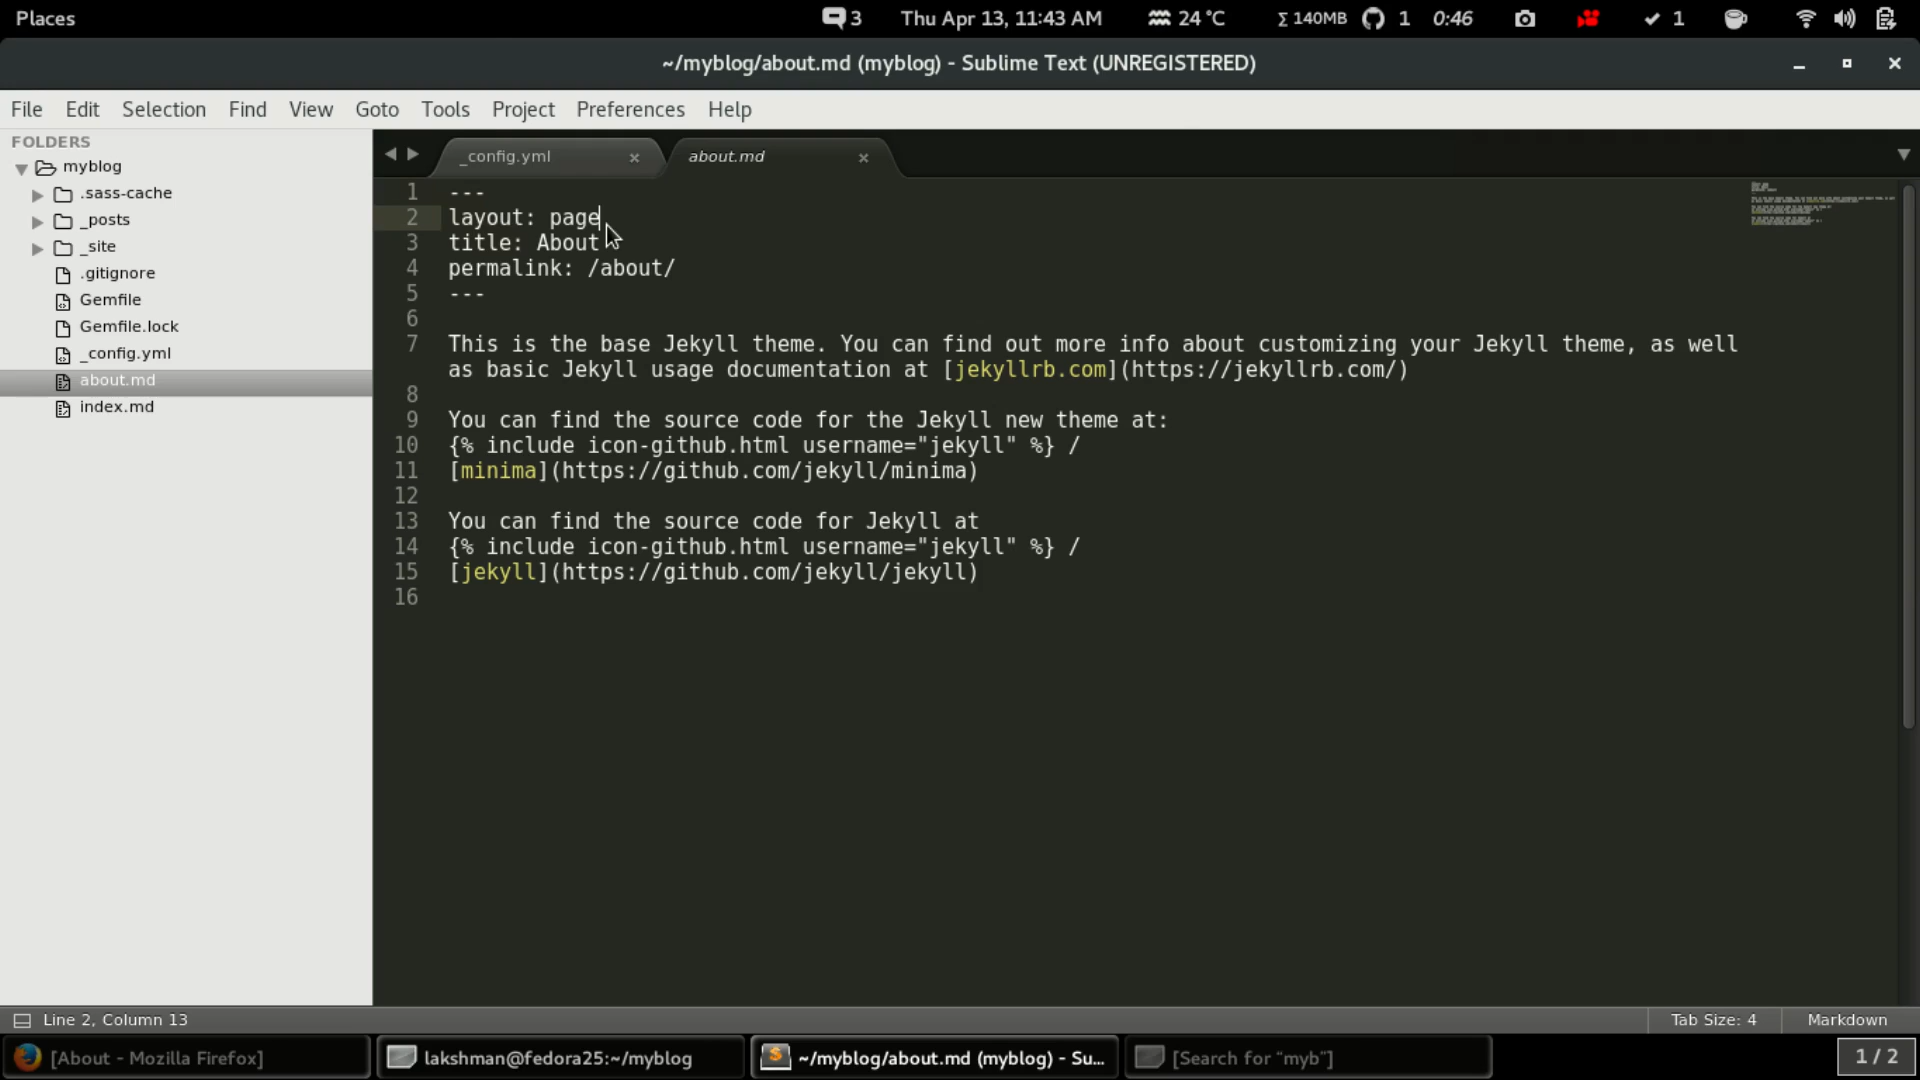 Places 3 Thu Apr 13, 11:43 AM 24 °C Σ 140MB 1 0:46 1
~/myblog/about.md (myblog) - Sublime Text (UNREGISTERED)
File Edit Selection Find View Goto Tools Project Preferences Help
FOLDERS
myblog
.sass-cache
_posts
_site
.gitignore
Gemfile
Gemfile.lock
_config.yml
about.md
index.md
_config.yml about.md
1 ---
2 layout: page
3 title: About
4 permalink: /about/
5 ---
6
7 This is the base Jekyll theme. You can find out more info about customizing your Jekyll theme, as well
as basic Jekyll usage documentation at [jekyllrb.com](https://jekyllrb.com/)
8
9 You can find the source code for the Jekyll new theme at:
10 {% include icon-github.html username="jekyll" %} /
11 [minima](https://github.com/jekyll/minima)
12
13 You can find the source code for Jekyll at
14 {% include icon-github.html username="jekyll" %} /
15 [jekyll](https://github.com/jekyll/jekyll)
16
Line 2, Column 13 Tab Size: 4 Markdown
[About - Mozilla Firefox] lakshman@fedora25:~/myblog ~/myblog/about.md (myblog) - Su... [Search for “myb”] 1 / 2